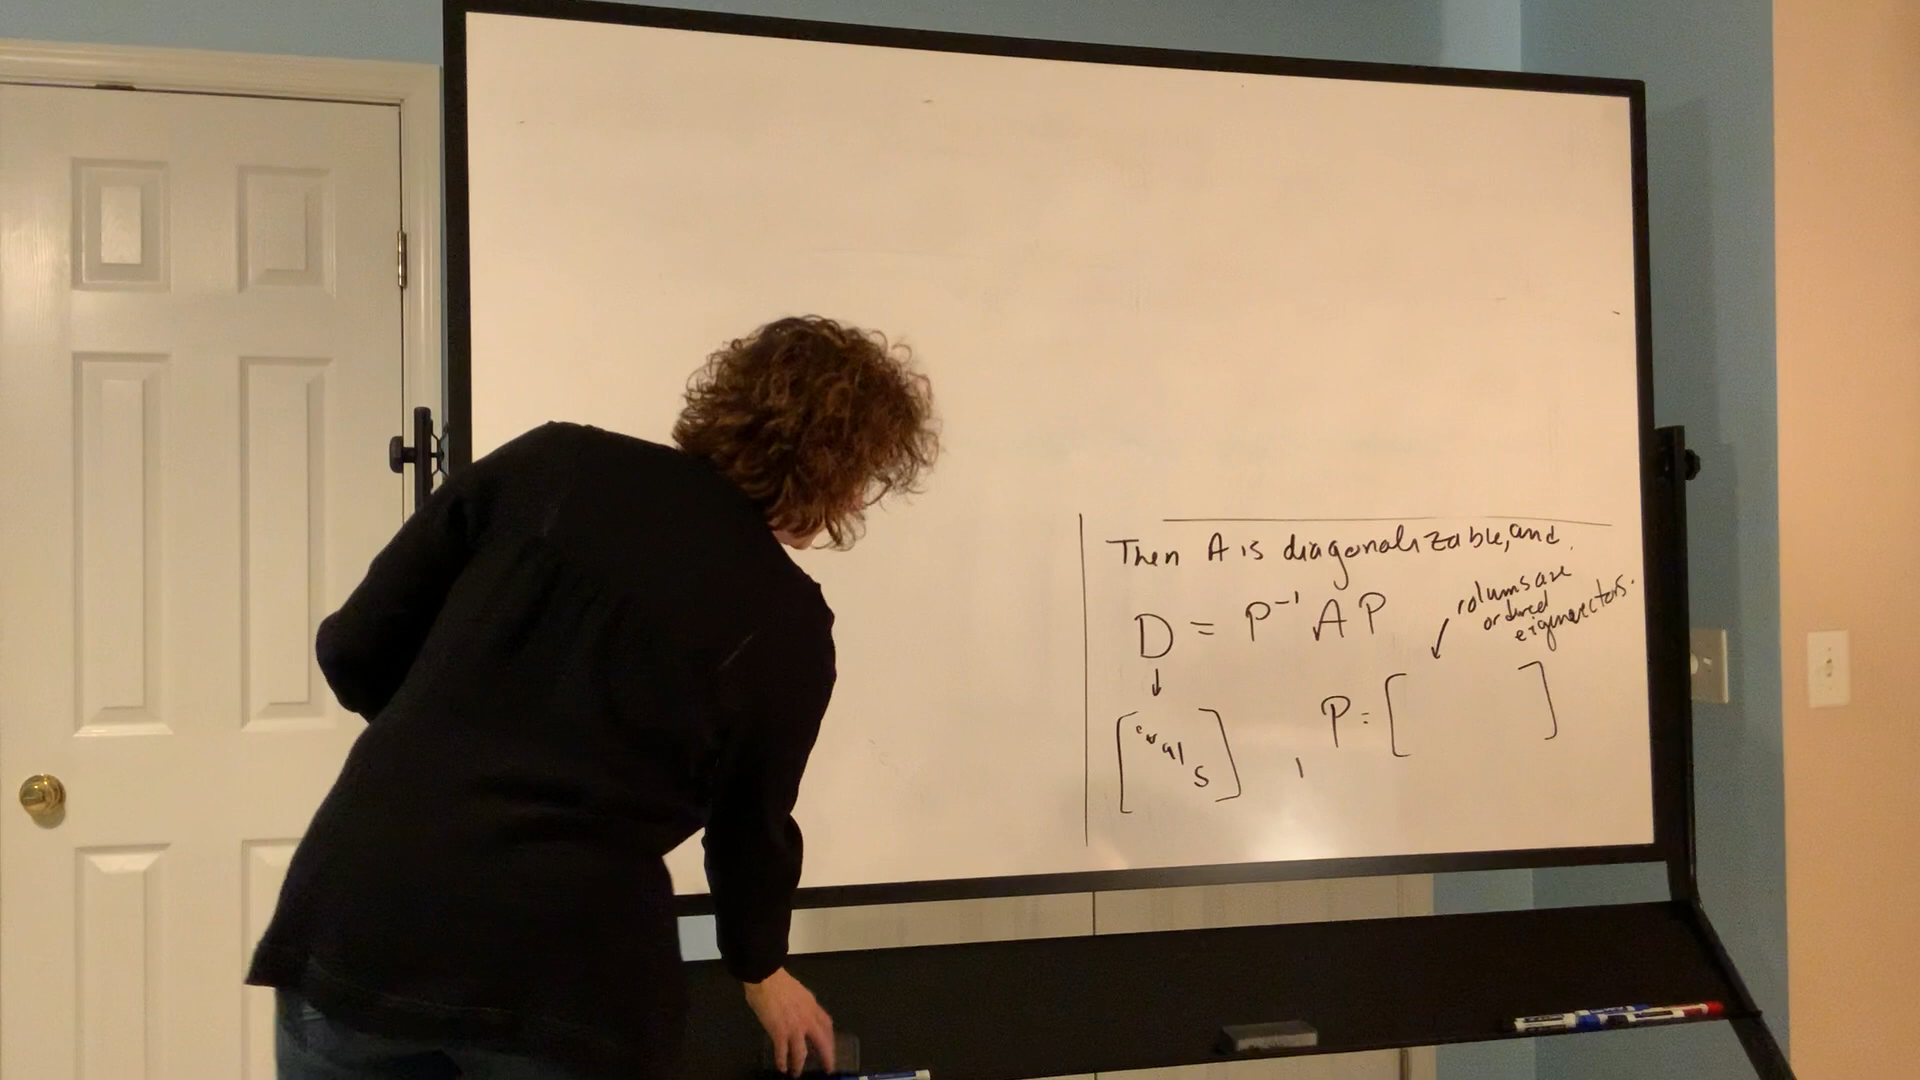 Then A is diagonalizable, and
D = P⁻¹ A P
columns are
ordered
eigenvectors.
↓
↙
[evals] , P = [ ]